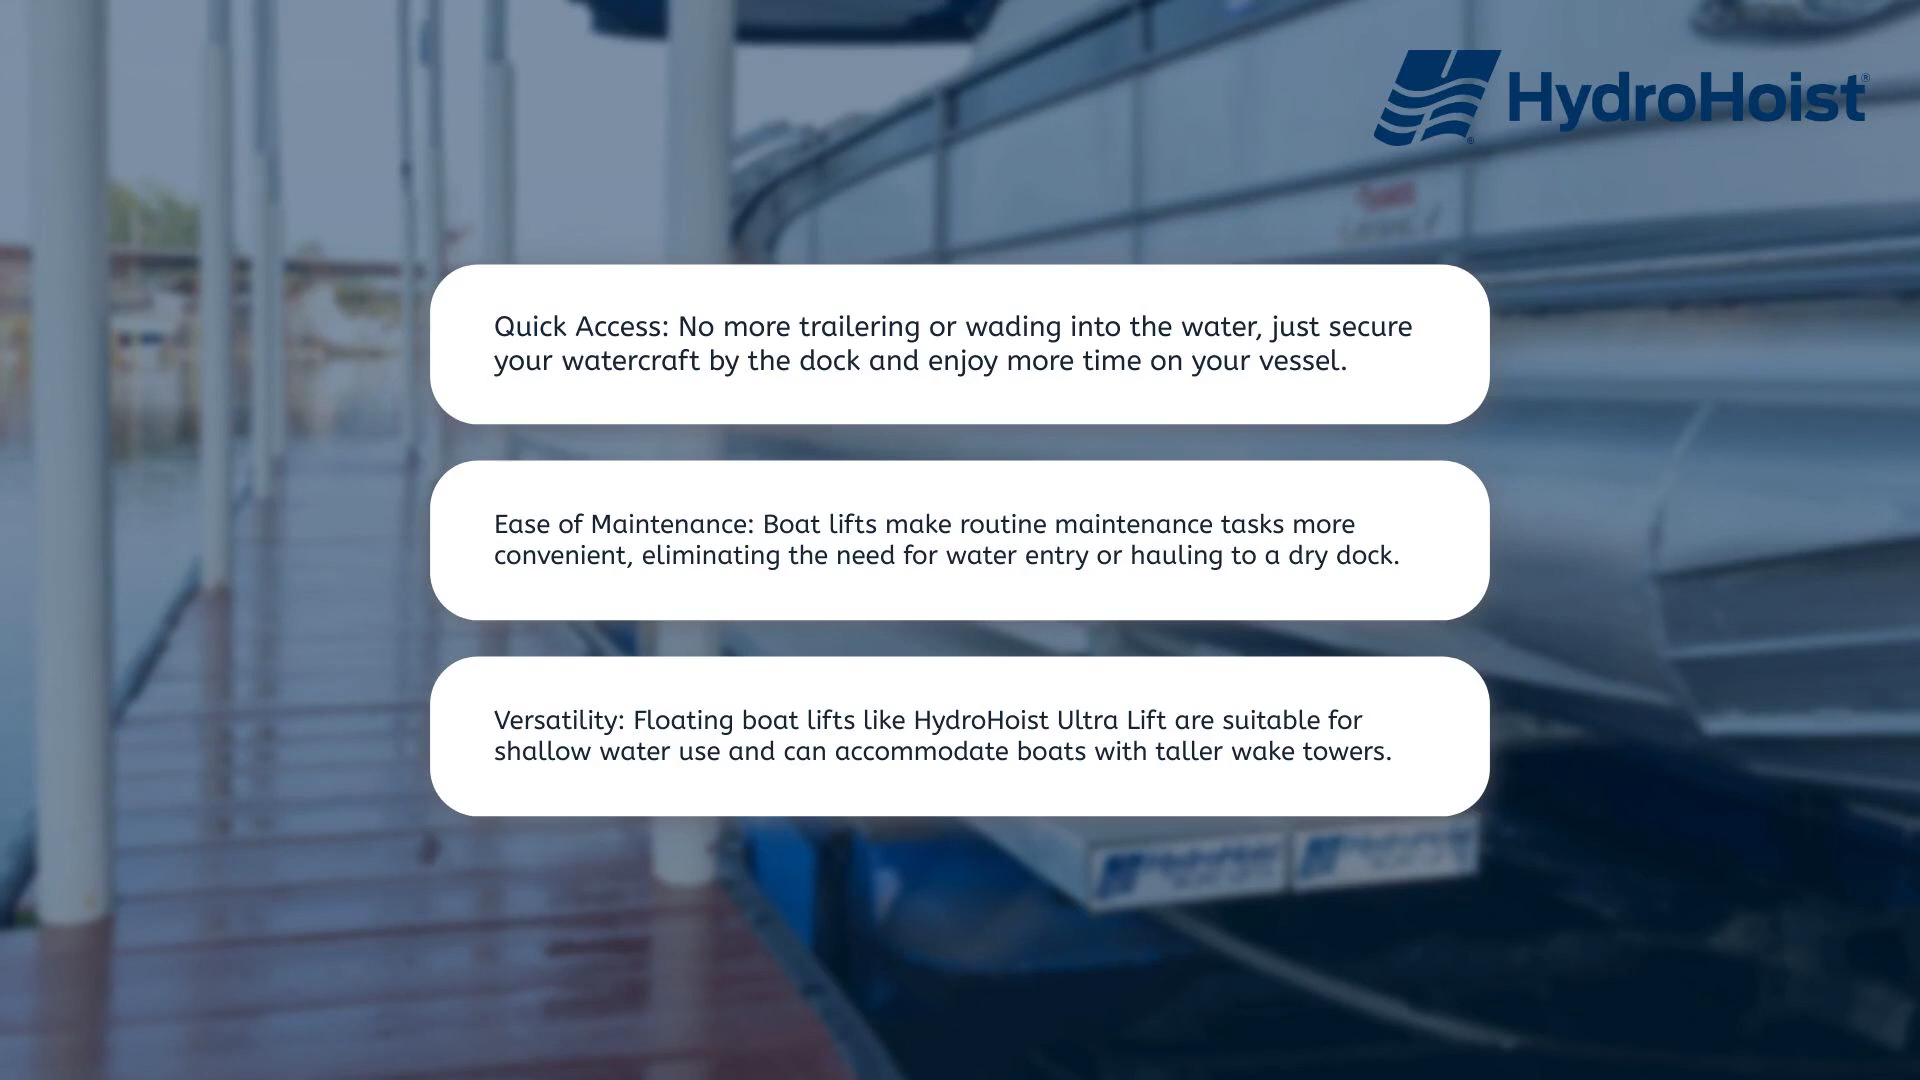 HydroHoist®
Quick Access: No more trailering or wading into the water, just secure
your watercraft by the dock and enjoy more time on your vessel.
Ease of Maintenance: Boat lifts make routine maintenance tasks more
convenient, eliminating the need for water entry or hauling to a dry dock.
Versatility: Floating boat lifts like HydroHoist Ultra Lift are suitable for
shallow water use and can accommodate boats with taller wake towers.
HydroHoist
HydroHoist